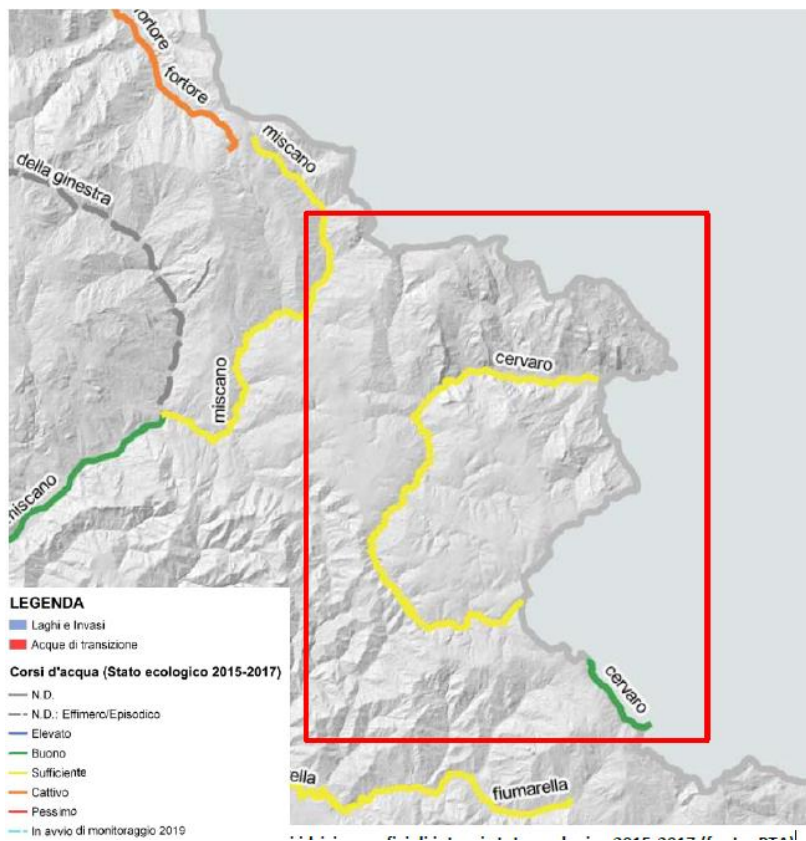 fortore
fortore
miscano
della ginestra
cervaro
miscano
miscano
cervaro
fiumarella
ella
LEGENDA
Laghi e Invasi
Acque di transizione
Corsi d'acqua (Stato ecologico 2015-2017)
N.D.
N.D.: Effimero/Episodico
Elevato
Buono
Sufficiente
Cattivo
Pessimo
In avvio di monitoraggio 2019